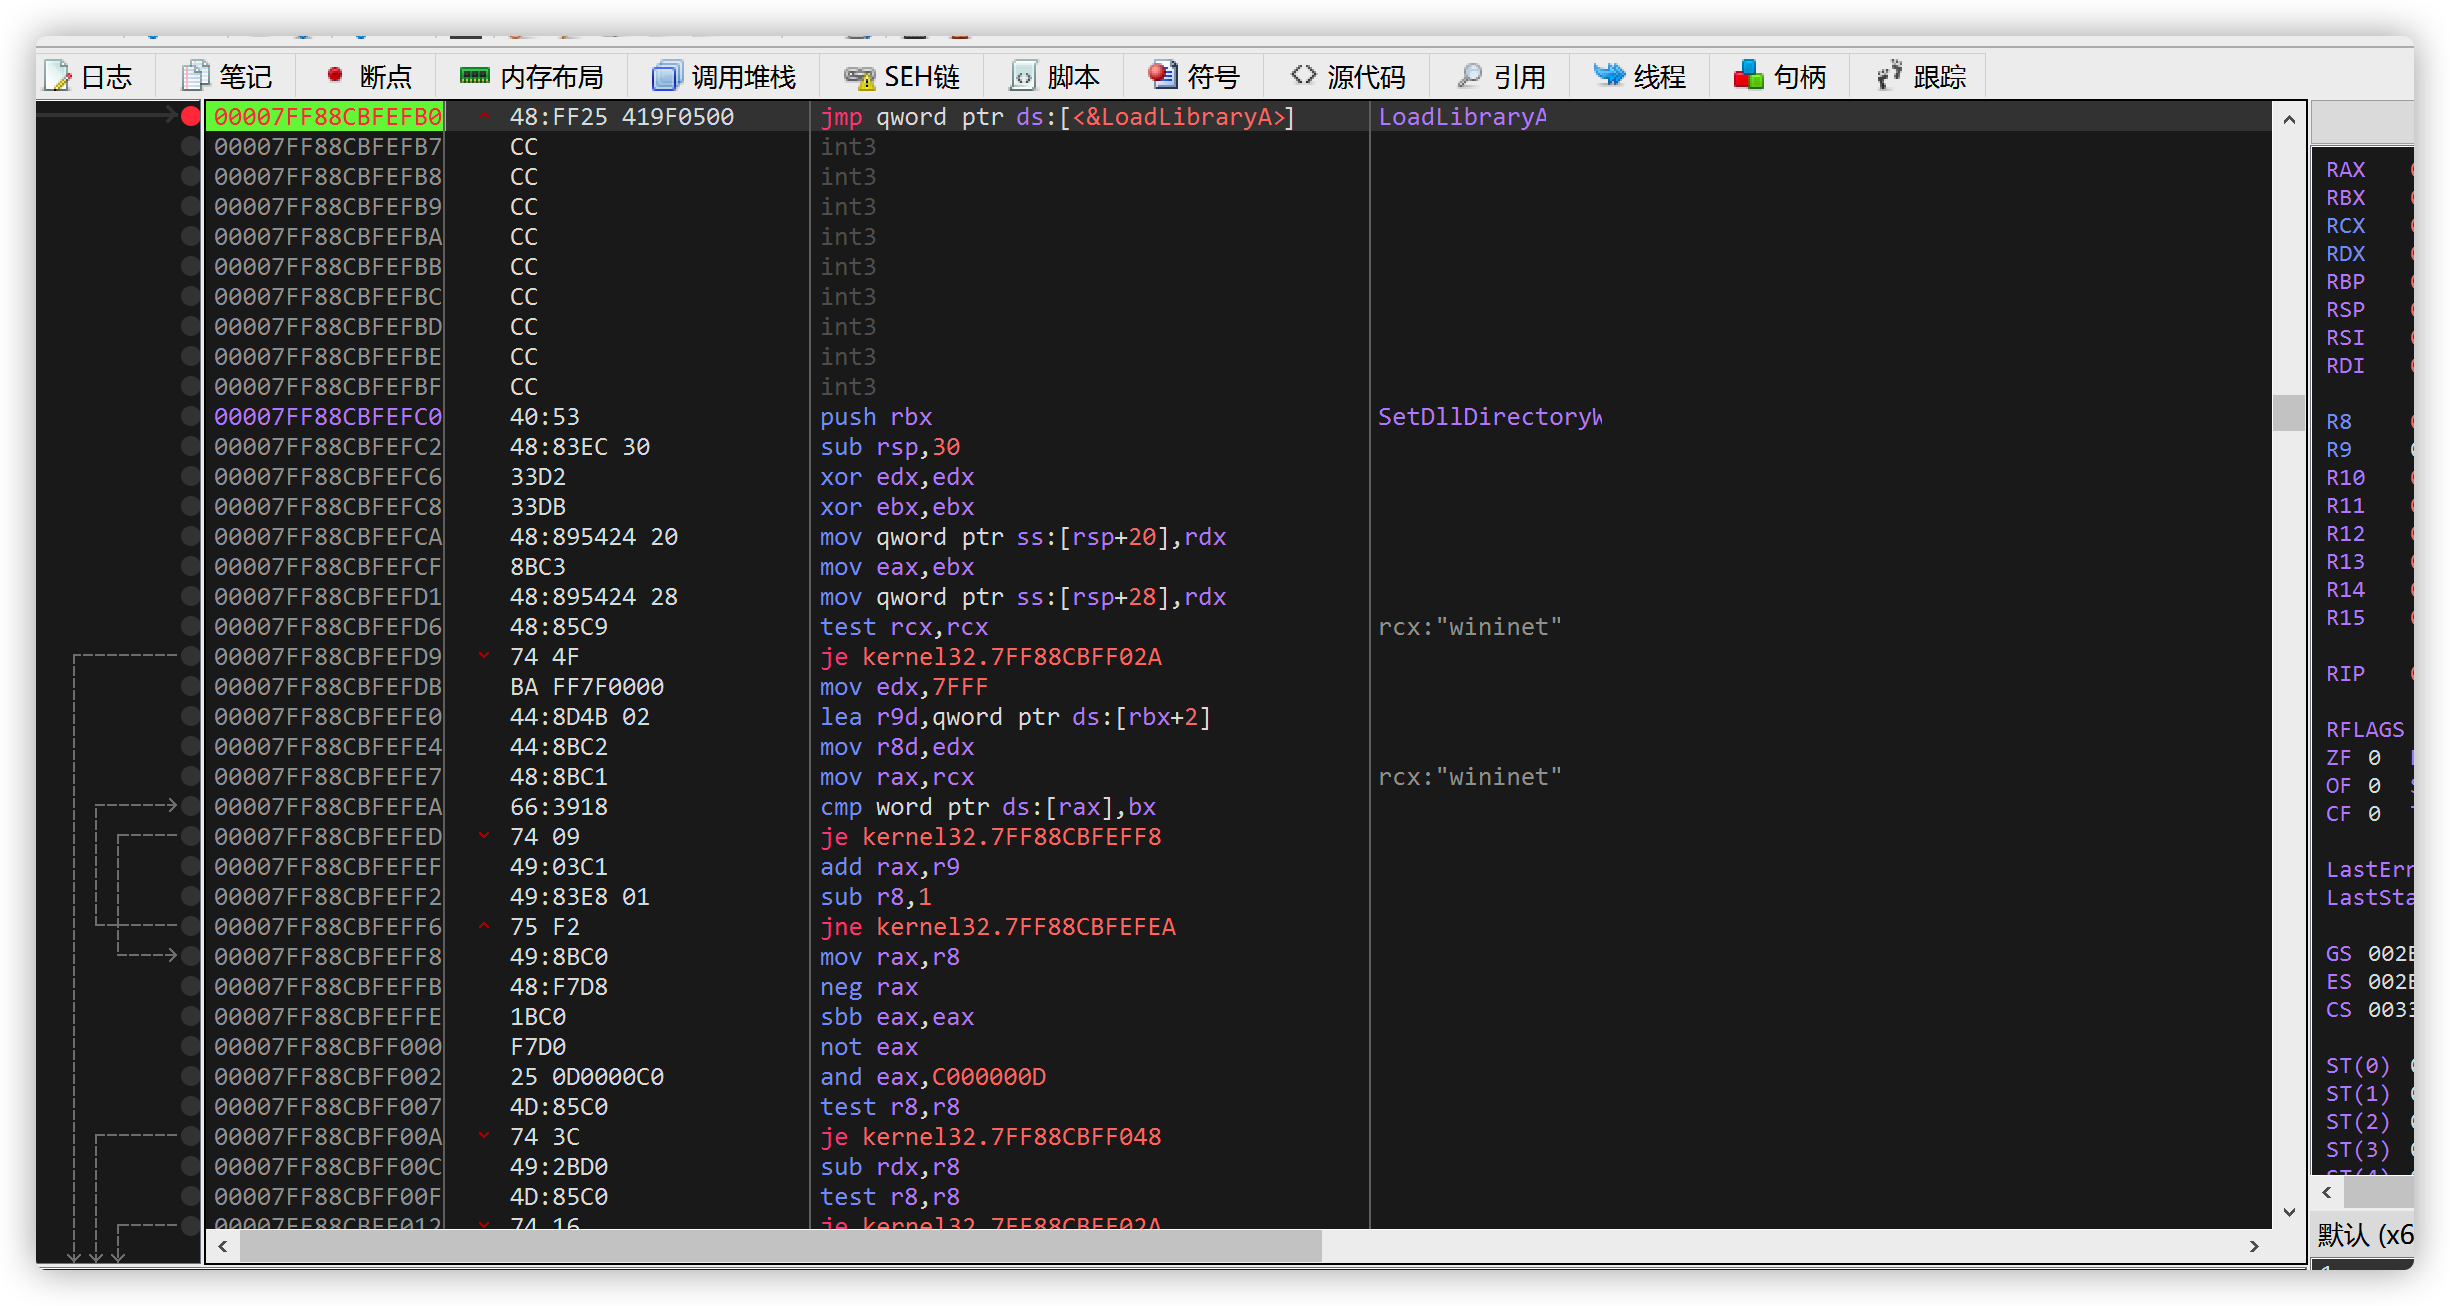 日志 笔记 断点 内存布局 调用堆栈 SEH链 脚本 符号 源代码 引用 线程 句柄 跟踪
00007FF88CBFEFB0 48:FF25 419F0500 jmp qword ptr ds:[<&LoadLibraryA>] LoadLibraryA
00007FF88CBFEFB7 CC int3
00007FF88CBFEFB8 CC int3
00007FF88CBFEFB9 CC int3
00007FF88CBFEFBA CC int3
00007FF88CBFEFBB CC int3
00007FF88CBFEFBC CC int3
00007FF88CBFEFBD CC int3
00007FF88CBFEFBE CC int3
00007FF88CBFEFBF CC int3
00007FF88CBFEFC0 40:53 push rbx SetDllDirectoryW
00007FF88CBFEFC2 48:83EC 30 sub rsp,30
00007FF88CBFEFC6 33D2 xor edx,edx
00007FF88CBFEFC8 33DB xor ebx,ebx
00007FF88CBFEFCA 48:895424 20 mov qword ptr ss:[rsp+20],rdx
00007FF88CBFEFCF 8BC3 mov eax,ebx
00007FF88CBFEFD1 48:895424 28 mov qword ptr ss:[rsp+28],rdx
00007FF88CBFEFD6 48:85C9 test rcx,rcx rcx:"wininet"
00007FF88CBFEFD9 74 4F je kernel32.7FF88CBFF02A
00007FF88CBFEFDB BA FF7F0000 mov edx,7FFF
00007FF88CBFEFE0 44:8D4B 02 lea r9d,qword ptr ds:[rbx+2]
00007FF88CBFEFE4 44:8BC2 mov r8d,edx
00007FF88CBFEFE7 48:8BC1 mov rax,rcx rcx:"wininet"
00007FF88CBFEFEA 66:3918 cmp word ptr ds:[rax],bx
00007FF88CBFEFED 74 09 je kernel32.7FF88CBFEFF8
00007FF88CBFEFEF 49:03C1 add rax,r9
00007FF88CBFEFF2 49:83E8 01 sub r8,1
00007FF88CBFEFF6 75 F2 jne kernel32.7FF88CBFEFEA
00007FF88CBFEFF8 49:8BC0 mov rax,r8
00007FF88CBFEFFB 48:F7D8 neg rax
00007FF88CBFEFFE 1BC0 sbb eax,eax
00007FF88CBFF000 F7D0 not eax
00007FF88CBFF002 25 0D0000C0 and eax,C000000D
00007FF88CBFF007 4D:85C0 test r8,r8
00007FF88CBFF00A 74 3C je kernel32.7FF88CBFF048
00007FF88CBFF00C 49:2BD0 sub rdx,r8
00007FF88CBFF00F 4D:85C0 test r8,r8
00007FF88CBFF012 74 16 je kernel32.7FF88CBFF02A
RAX
RBX
RCX
RDX
RBP
RSP
RSI
RDI
R8
R9
R10
R11
R12
R13
R14
R15
RIP
RFLAGS
ZF 0
OF 0
CF 0
LastErr
LastSta
GS 002
ES 002
CS 0033
ST(0)
ST(1)
ST(2)
ST(3)
ST(4)
默认 (x6